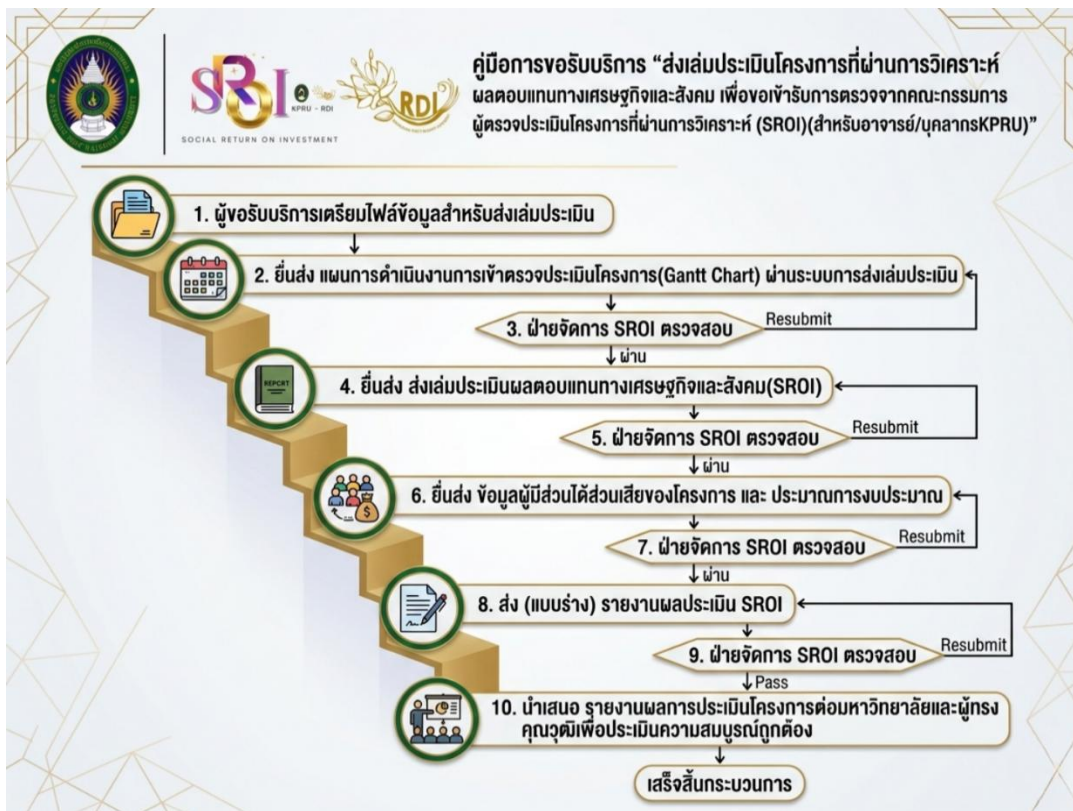 คู่มือการขอรับบริการ “ส่งเล่มประเมินโครงการที่ผ่านการวิเคราะห์
ผลตอบแทนทางเศรษฐกิจและสังคม เพื่อขอเข้ารับการตรวจจากคณะกรรมการ
ผู้ตรวจประเมินโครงการที่ผ่านการวิเคราะห์ (SROI)(สำหรับอาจารย์/บุคลากรKPRU)”
SROI
KPRU - RDI
RDI
SOCIAL RETURN ON INVESTMENT
1. ผู้ขอรับบริการเตรียมไฟล์ข้อมูลสำหรับส่งเล่มประเมิน
2. ยื่นส่ง แผนการดำเนินงานการเข้าตรวจประเมินโครงการ(Gantt Chart) ผ่านระบบการส่งเล่มประเมิน
3. ฝ่ายจัดการ SROI ตรวจสอบ
Resubmit
ผ่าน
REPORT
4. ยื่นส่ง ส่งเล่มประเมินผลตอบแทนทางเศรษฐกิจและสังคม(SROI)
5. ฝ่ายจัดการ SROI ตรวจสอบ
Resubmit
ผ่าน
6. ยื่นส่ง ข้อมูลผู้มีส่วนได้ส่วนเสียของโครงการ และ ประมาณการงบประมาณ
$
7. ฝ่ายจัดการ SROI ตรวจสอบ
Resubmit
ผ่าน
8. ส่ง (แบบร่าง) รายงานผลประเมิน SROI
9. ฝ่ายจัดการ SROI ตรวจสอบ
Resubmit
Pass
10. นำเสนอ รายงานผลการประเมินโครงการต่อมหาวิทยาลัยและผู้ทรง
คุณวุฒิเพื่อประเมินความสมบูรณ์ถูกต้อง
เสร็จสิ้นกระบวนการ